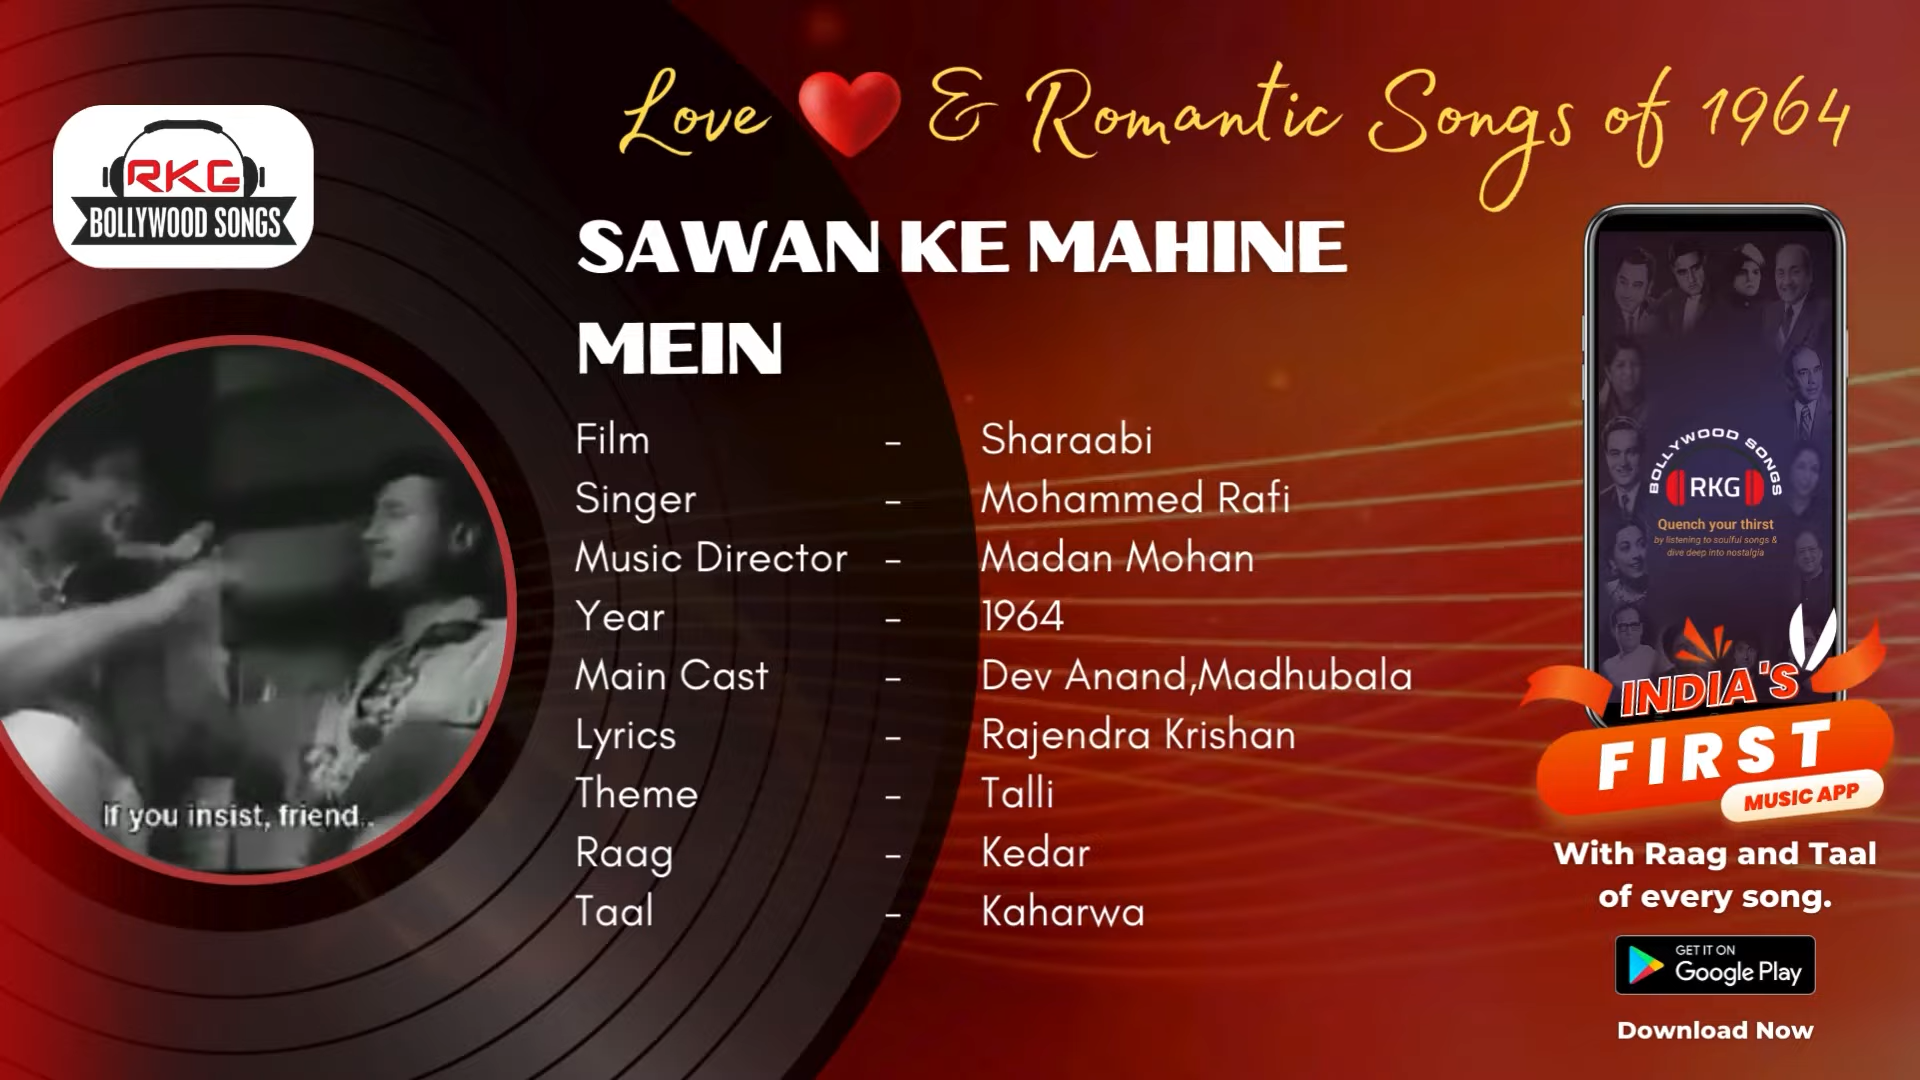 Love & Romantic Songs of 1964
RKG
BOLLYWOOD SONGS
SAWAN KE MAHINE
MEIN
Film - Sharaabi
Singer - Mohammed Rafi
Music Director - Madan Mohan
Year - 1964
Main Cast - Dev Anand,Madhubala
Lyrics - Rajendra Krishan
Theme - Talli
Raag - Kedar
Taal - Kaharwa
If you insist, friend..
BOLLYWOOD SONGS
RKG
Quench your thirst
by listening to soulful songs &
dive deep into nostalgia
INDIA'S
FIRST
MUSIC APP
With Raag and Taal
of every song.
GET IT ON
Google Play
Download Now